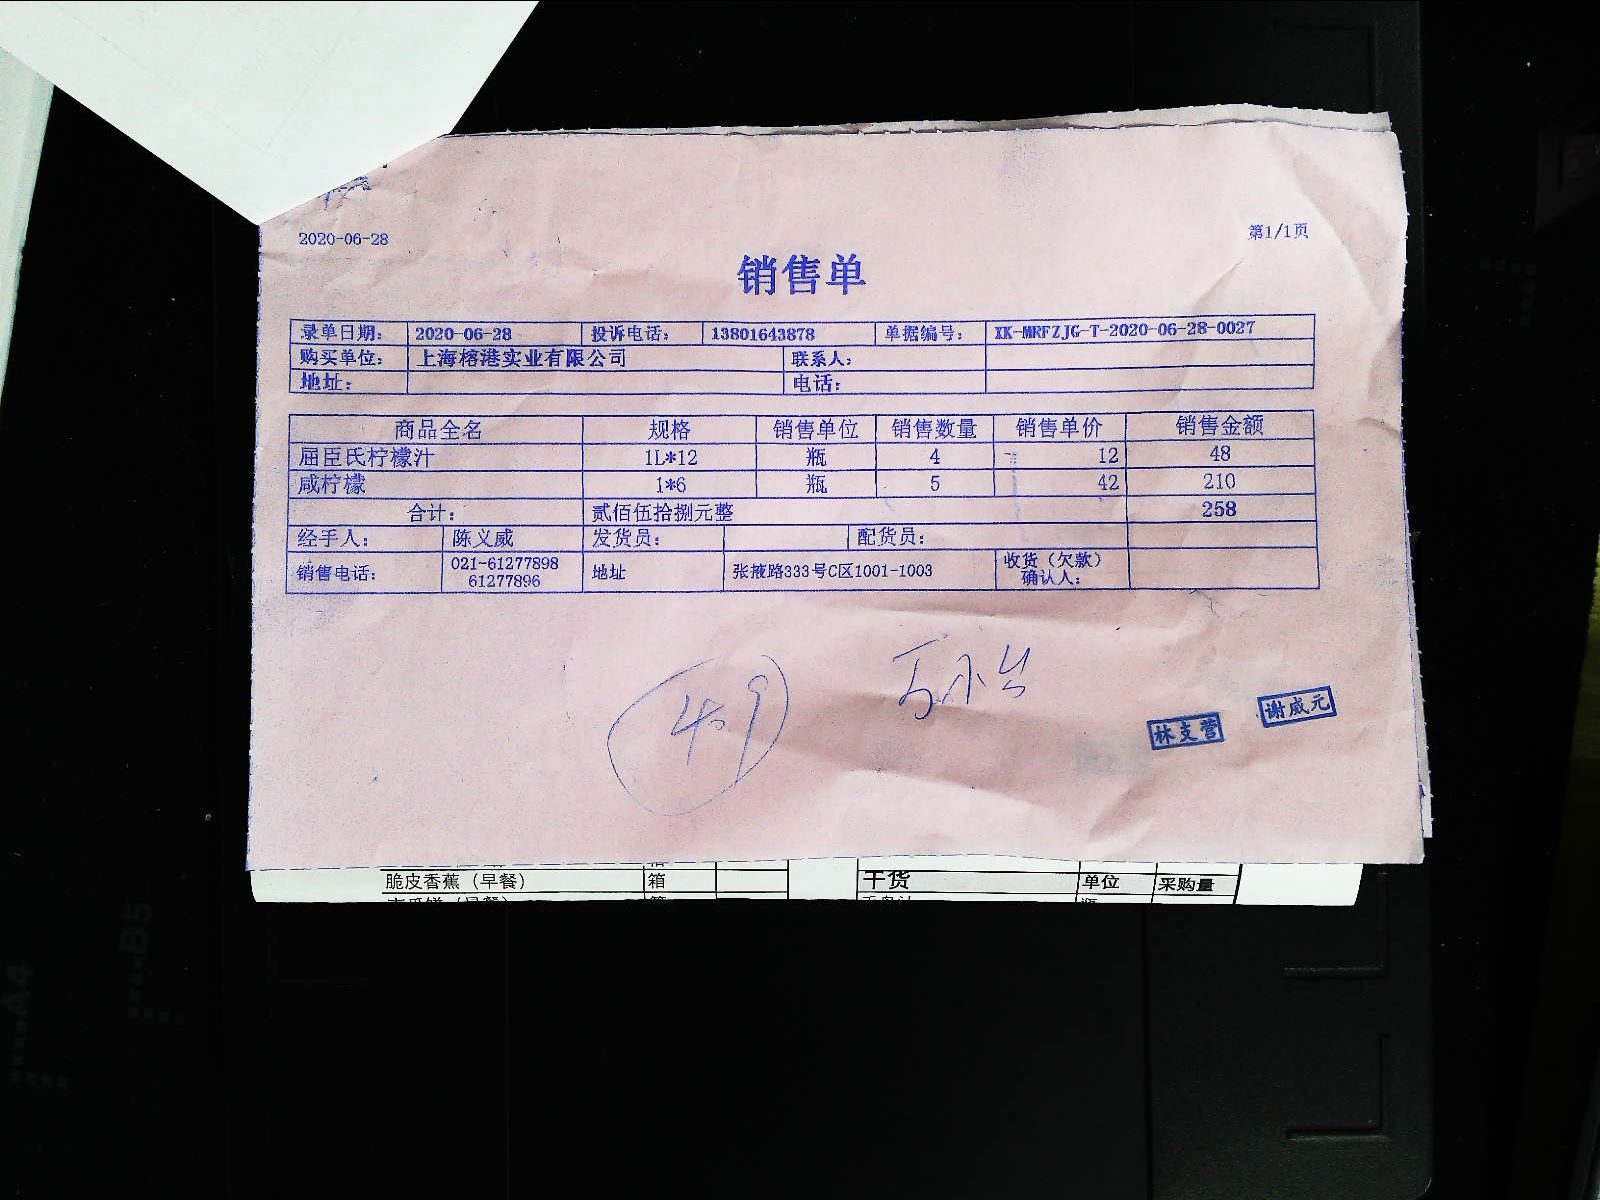 2020-06-28
第1/1页
销售单
录单日期: 2020-06-28 投诉电话: 13801643878 单据编号: XK-MRFZJG-T-2020-06-28-0027
购买单位: 上海榕港实业有限公司 联系人:
地址: 电话:
商品全名 规格 销售单位 销售数量 销售单价 销售金额
屈臣氏柠檬汁 1L*12 瓶 4 12 48
咸柠檬 1*6 瓶 5 42 210
合计: 贰佰伍拾捌元整 258
经手人: 陈义威 发货员: 配货员:
销售电话: 021-61277898 61277896 地址 张掖路333号C区1001-1003 收货（欠款）确认人:
林支营
谢威元
脆皮香蕉（早餐） 箱 干货 单位 采购量
A4
B5